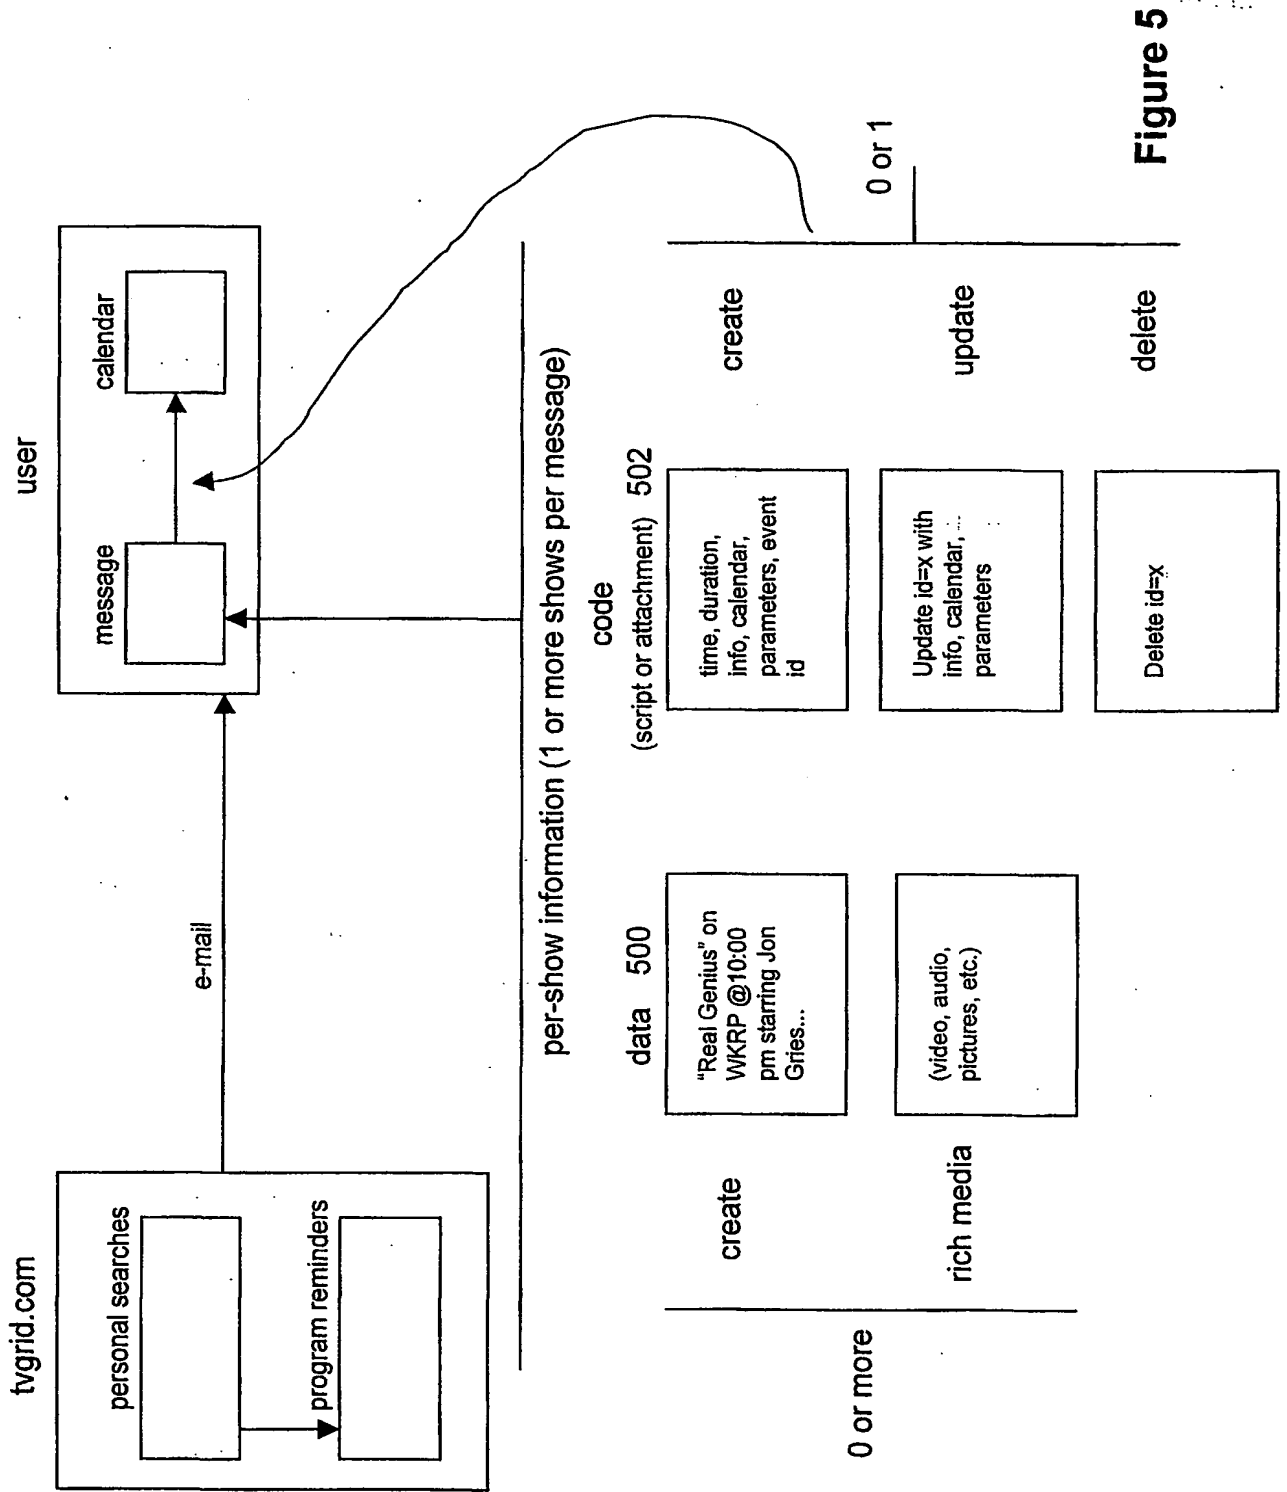 tvgrid.com
personal searches
program reminders
e-mail
user
message
calendar
per-show information (1 or more shows per message)
data 500
code
(script or attachment) 502
0 or more
create
"Real Genius" on
WKRP @10:00
pm starring Jon
Gries...
rich media
(video, audio,
pictures, etc.)
time, duration,
info, calendar,
parameters, event
id
create
Update id=x with
info, calendar, ...
parameters
update
Delete id=x
delete
0 or 1
Figure 5